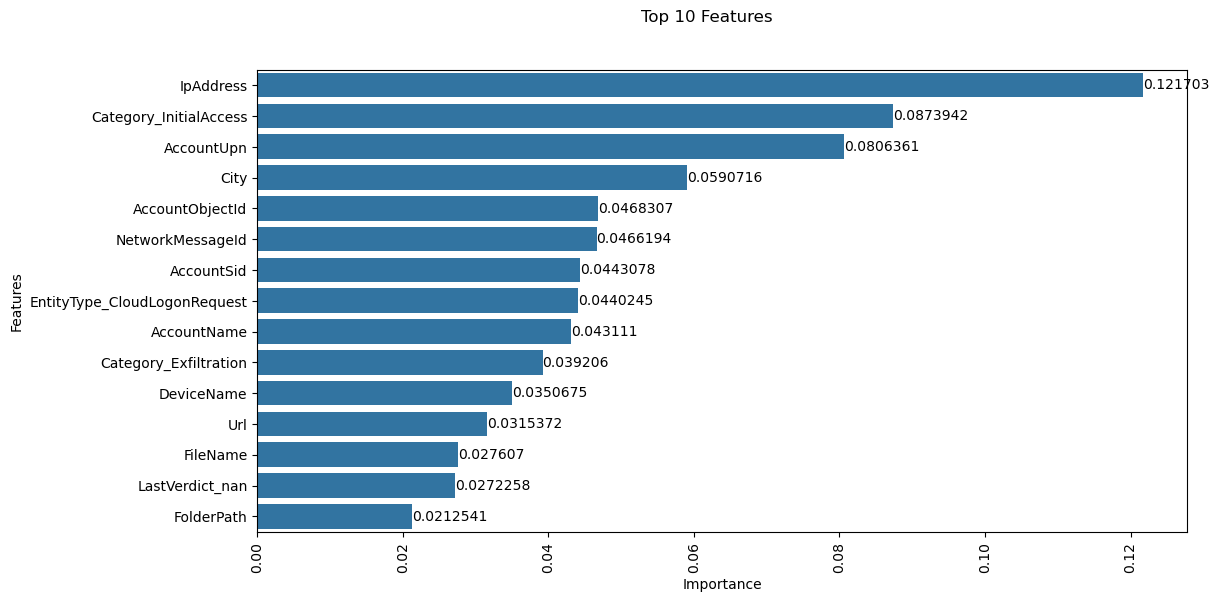 Top 10 Features
IpAddress 0.121703
Category_InitialAccess 0.0873942
AccountUpn 0.0806361
City 0.0590716
AccountObjectId 0.0468307
NetworkMessageId 0.0466194
AccountSid 0.0443078
EntityType_CloudLogonRequest 0.0440245
AccountName 0.043111
Category_Exfiltration 0.039206
DeviceName 0.0350675
Url 0.0315372
FileName 0.027607
LastVerdict_nan 0.0272258
FolderPath 0.0212541
Features
0.00 0.02 0.04 0.06 0.08 0.10 0.12
Importance